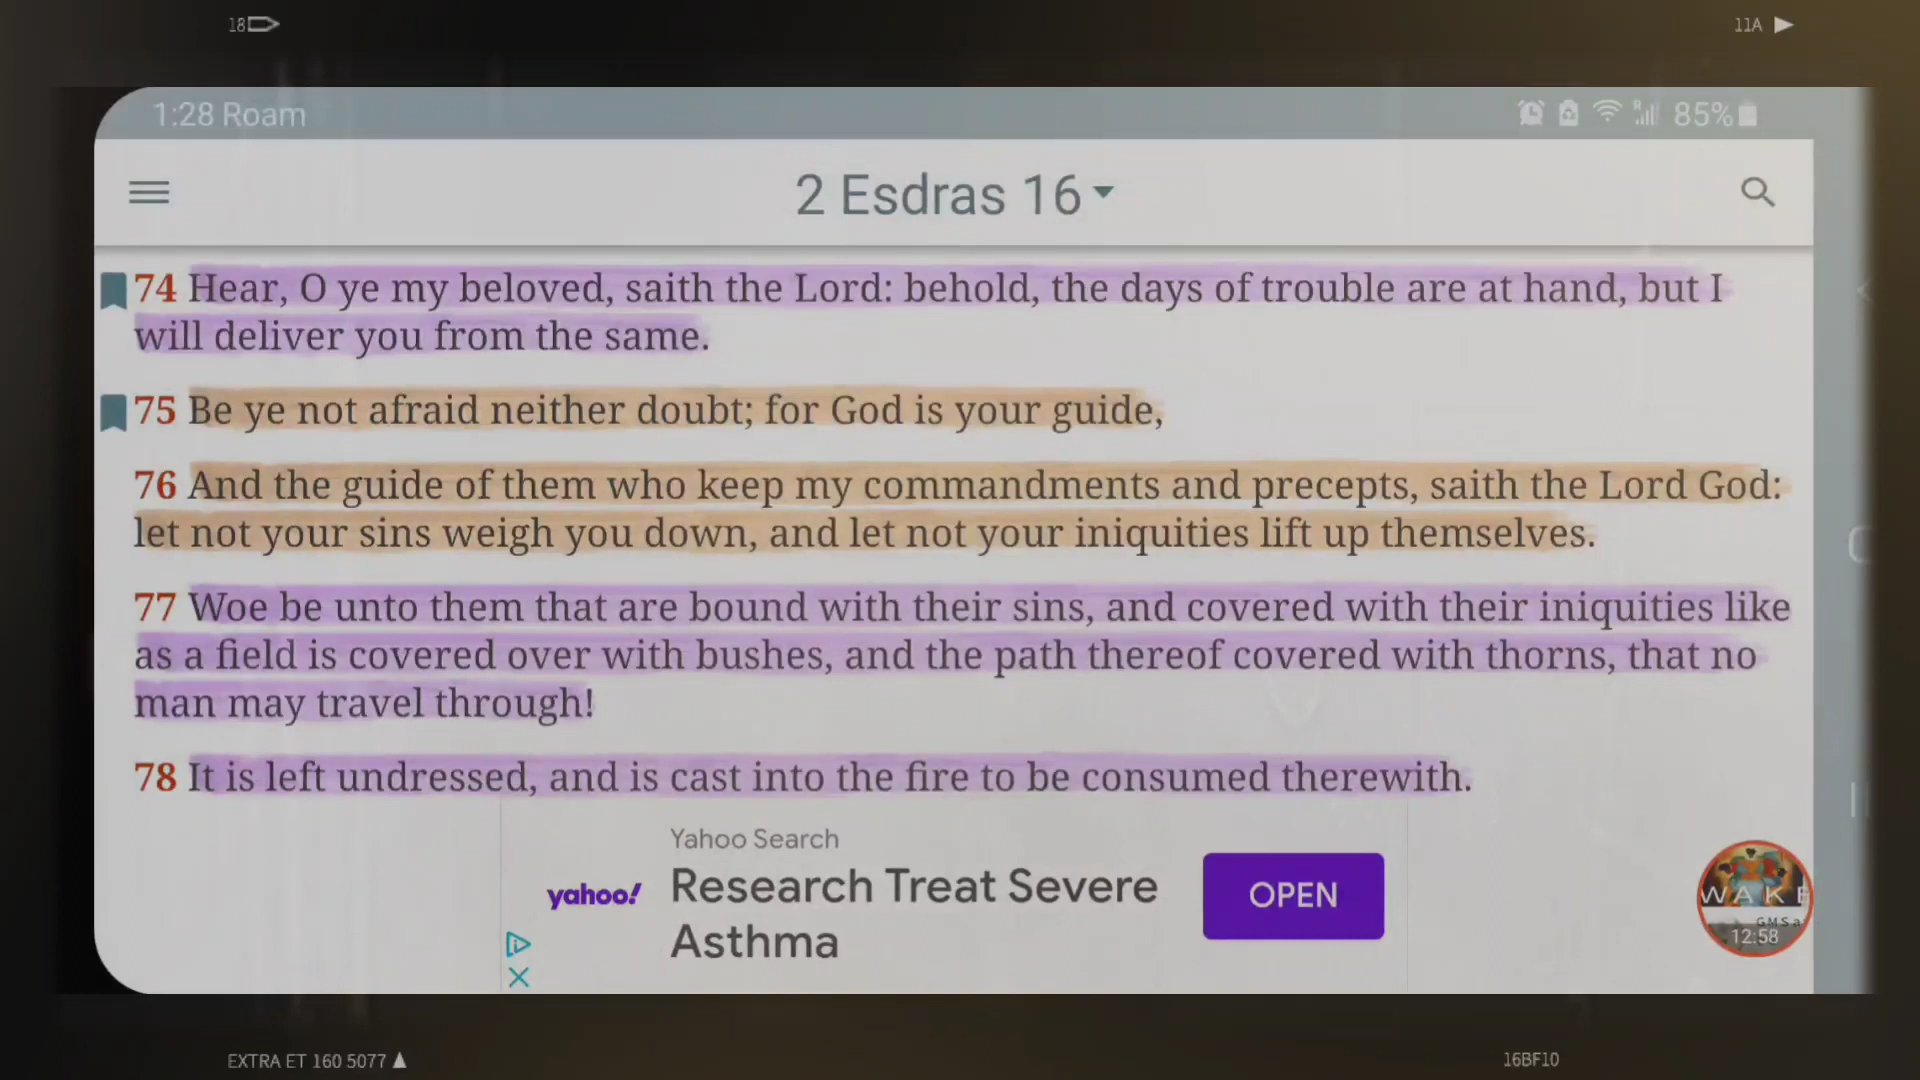 18
11A
1:28 Roam
85%
2 Esdras 16
74 Hear, O ye my beloved, saith the Lord: behold, the days of trouble are at hand, but I
will deliver you from the same.
75 Be ye not afraid neither doubt; for God is your guide,
76 And the guide of them who keep my commandments and precepts, saith the Lord God:
let not your sins weigh you down, and let not your iniquities lift up themselves.
77 Woe be unto them that are bound with their sins, and covered with their iniquities like
as a field is covered over with bushes, and the path thereof covered with thorns, that no
man may travel through!
78 It is left undressed, and is cast into the fire to be consumed therewith.
Yahoo Search
yahoo!
Research Treat Severe
Asthma
OPEN
WAKE
GMS a
12:58
EXTRA ET 160 5077
16BF10